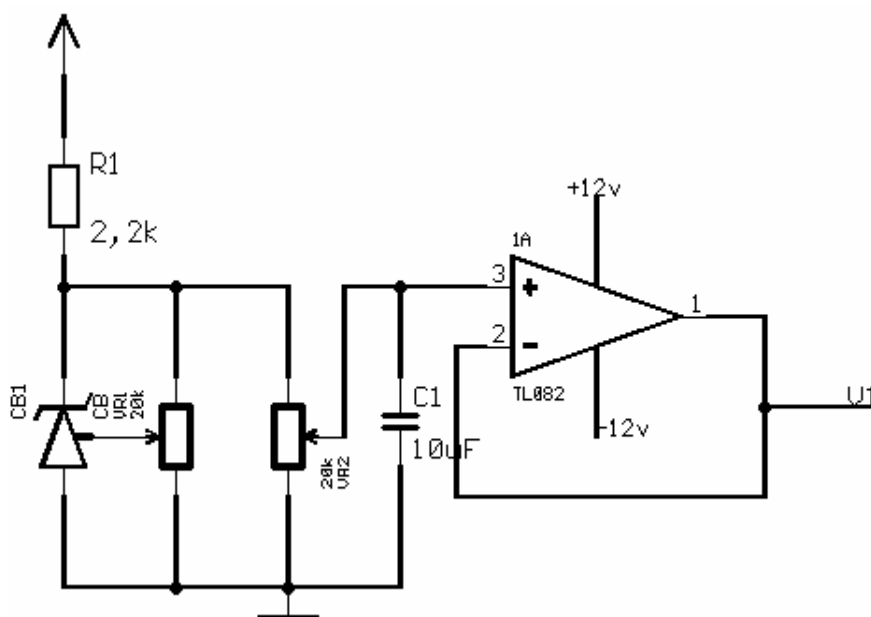 R1
2,2k
+12v
1A
3
2
1
TL082
-12v
U1
CB1
CB
VR1
20k
20k
VR2
C1
10uF